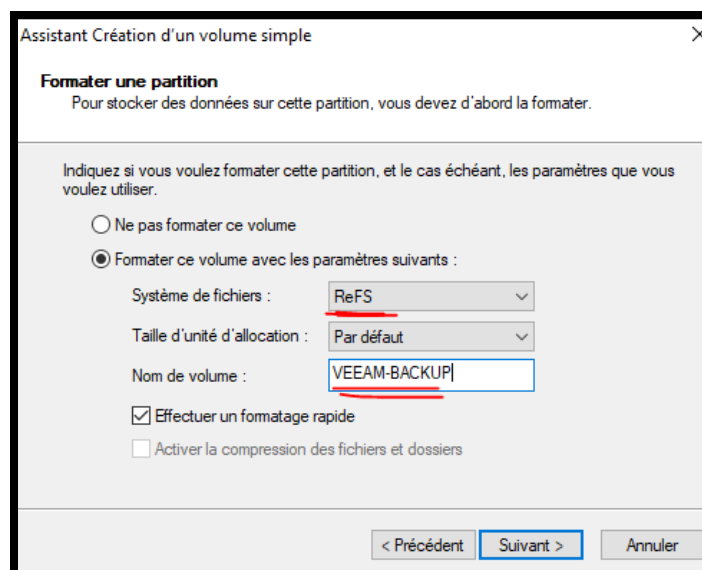 Assistant Création d'un volume simple
Formater une partition
Pour stocker des données sur cette partition, vous devez d'abord la formater.
Indiquez si vous voulez formater cette partition, et le cas échéant, les paramètres que vous
voulez utiliser.
Ne pas formater ce volume
Formater ce volume avec les paramètres suivants :
Système de fichiers : ReFS
Taille d'unité d'allocation : Par défaut
Nom de volume : VEEAM-BACKUP
Effectuer un formatage rapide
Activer la compression des fichiers et dossiers
< Précédent Suivant > Annuler